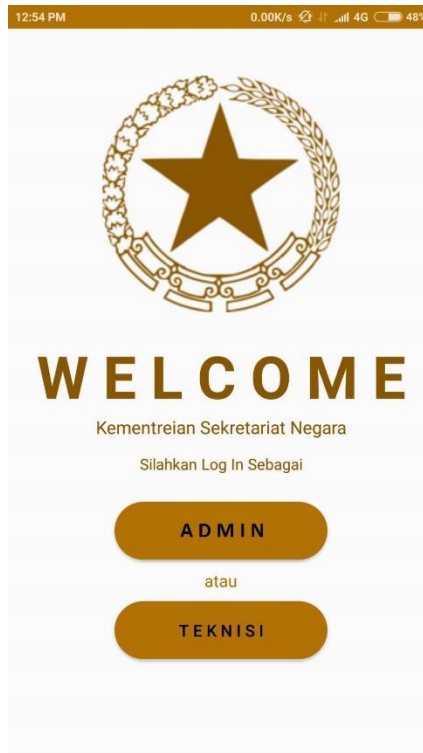 12:54 PM 0.00K/s 4G 48%
WELCOME
Kementreian Sekretariat Negara
Silahkan Log In Sebagai
ADMIN
atau
TEKNISI